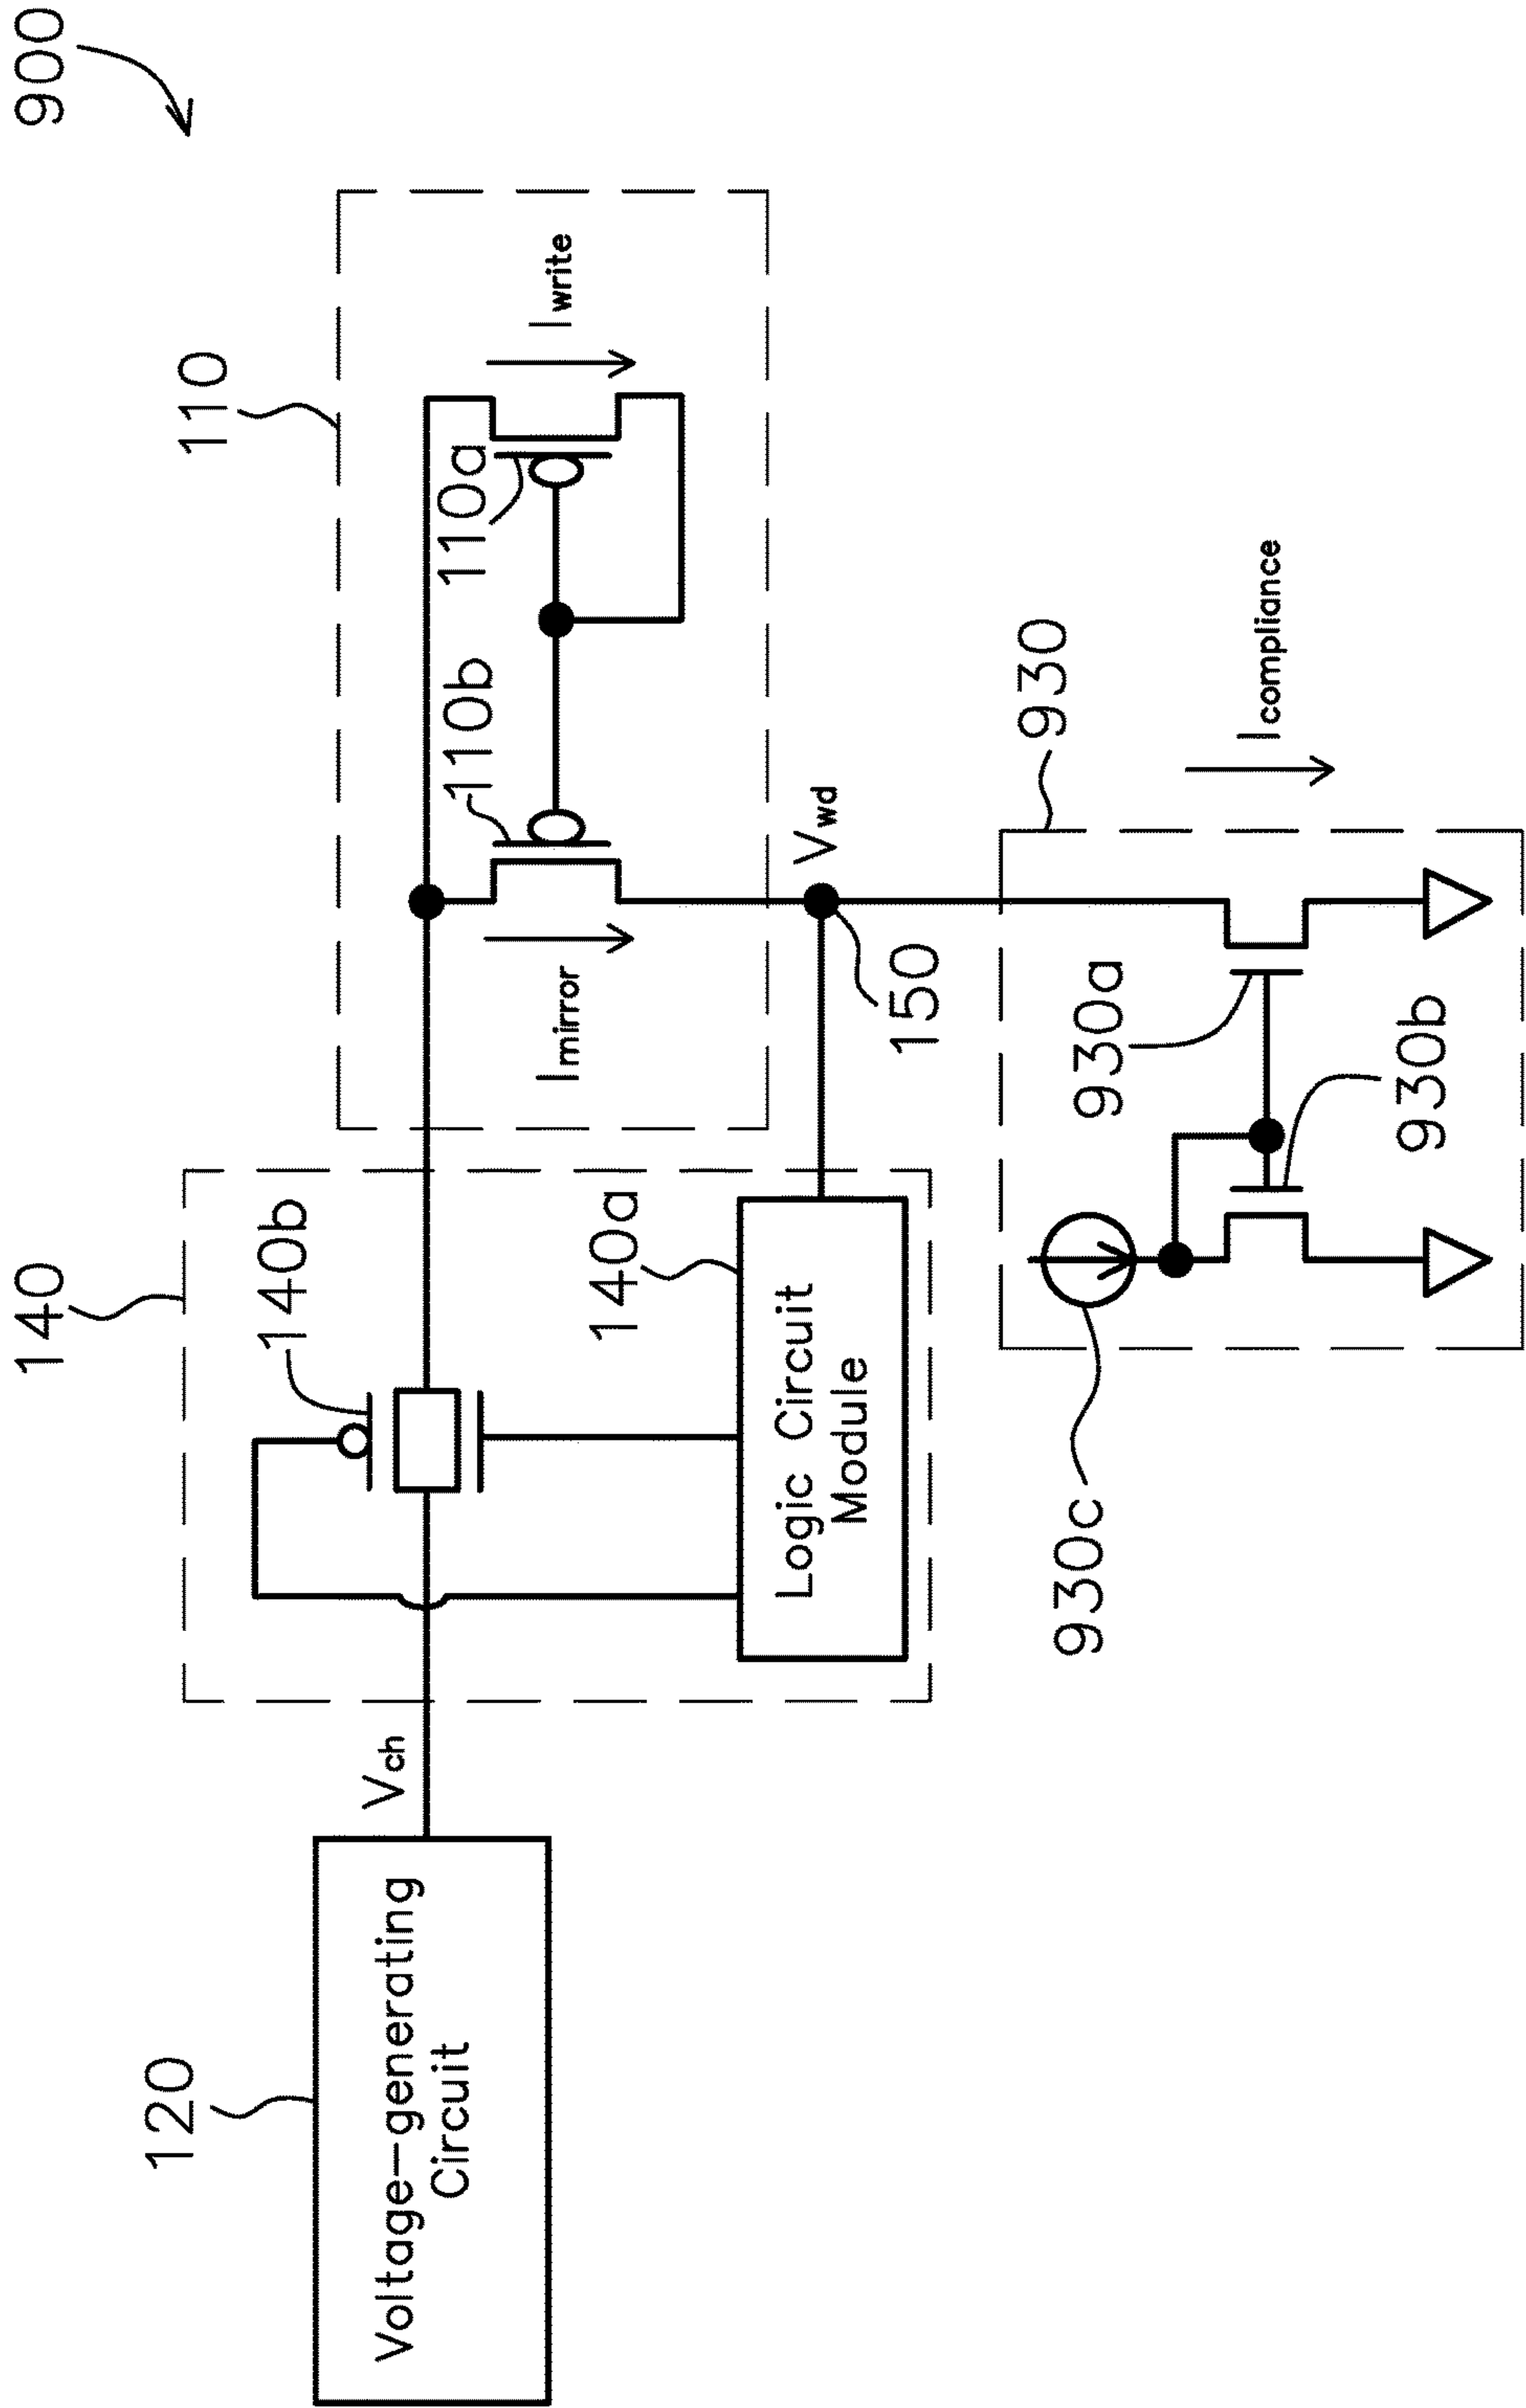 900
110
110a
110b
Iwrite
Imirror
140
140b
140a
Logic Circuit
Module
Vch
120
Voltage-generating
Circuit
Vwd
150
930
Icompliance
930a
930b
930c